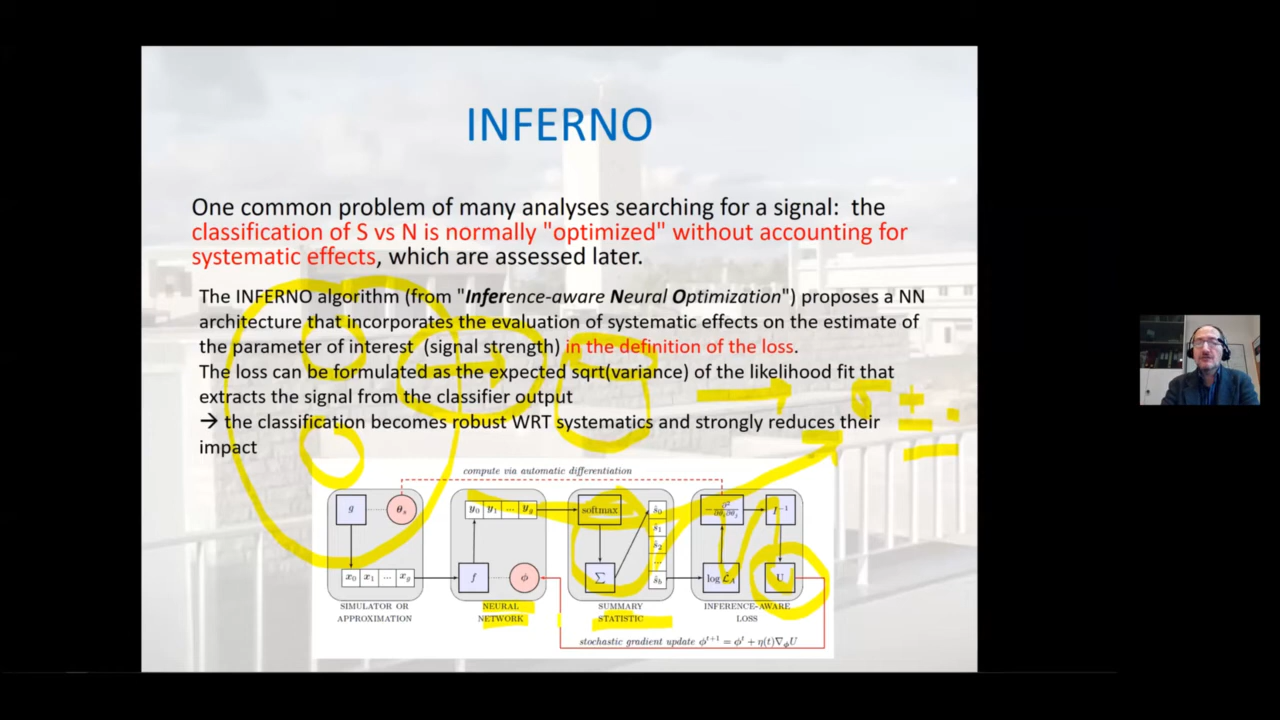 INFERNO
One common problem of many analyses searching for a signal: the
classification of S vs N is normally "optimized" without accounting for
systematic effects, which are assessed later.
The INFERNO algorithm (from "Inference-aware Neural Optimization") proposes a NN
architecture that incorporates the evaluation of systematic effects on the estimate of
the parameter of interest (signal strength) in the definition of the loss.
The loss can be formulated as the expected sqrt(variance) of the likelihood fit that
extracts the signal from the classifier output
→ the classification becomes robust WRT systematics and strongly reduces their
impact
compute via automatic differentiation
g θs y0 y1 ... yg softmax ŝ0 I⁻¹
ŝ1
ŝ2
...
x0 x1 ... xg f ϕ Σ ŝb log L̂A U
SIMULATOR OR
APPROXIMATION
NEURAL
NETWORK
SUMMARY
STATISTIC
INFERENCE-AWARE
LOSS
stochastic gradient update ϕᵗ⁺¹ = ϕᵗ + η(t)∇ϕU